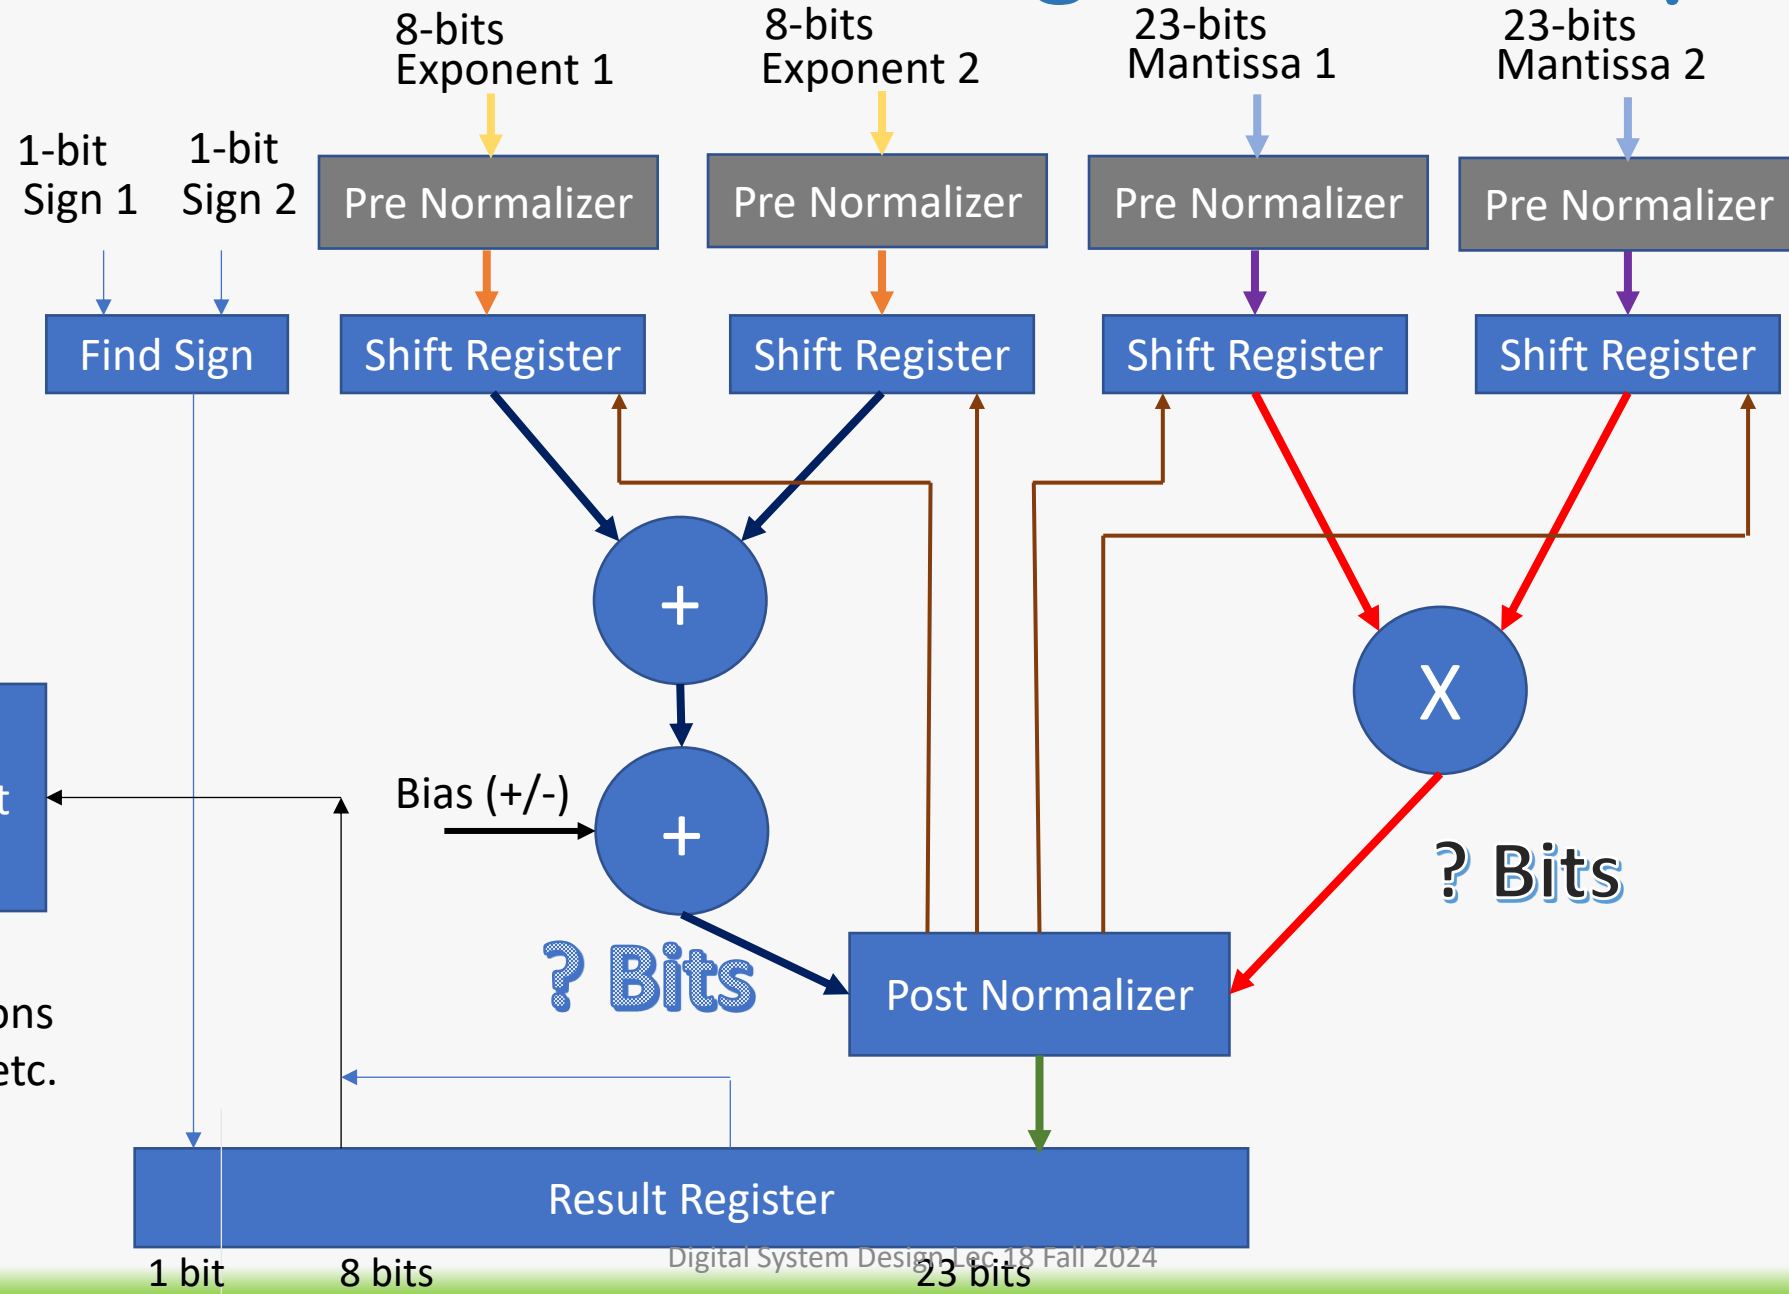 8-bits
Exponent 1
8-bits
Exponent 2
23-bits
Mantissa 1
23-bits
Mantissa 2
1-bit
Sign 1
1-bit
Sign 2
Pre Normalizer
Pre Normalizer
Pre Normalizer
Pre Normalizer
Find Sign
Shift Register
Shift Register
Shift Register
Shift Register
+
X
Bias (+/-)
+
? Bits
? Bits
Post Normalizer
etc.
Result Register
Digital System Design Lec 18 Fall 2024
1 bit
8 bits
23 bits